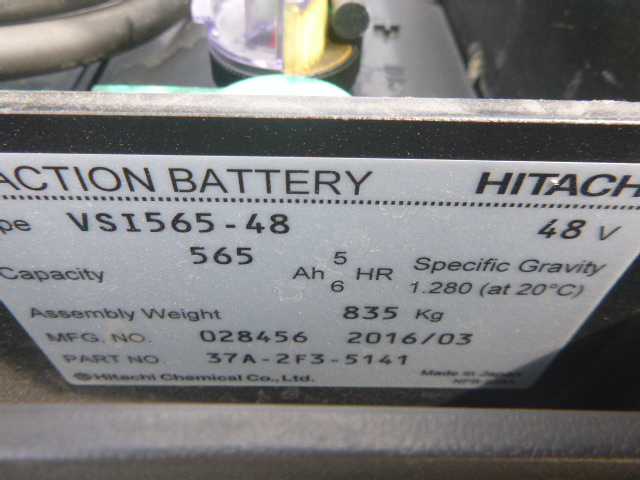 ACTION BATTERY HITACH
pe VSI565-48 48 V
Capacity 565 Ah 5 HR Specific Gravity
6 1.280 (at 20°C)
Assembly Weight 835 Kg
MFG. NO. 028456 2016/03
PART NO. 37A-2F3-5141
Hitachi Chemical Co., Ltd. Made in Japan